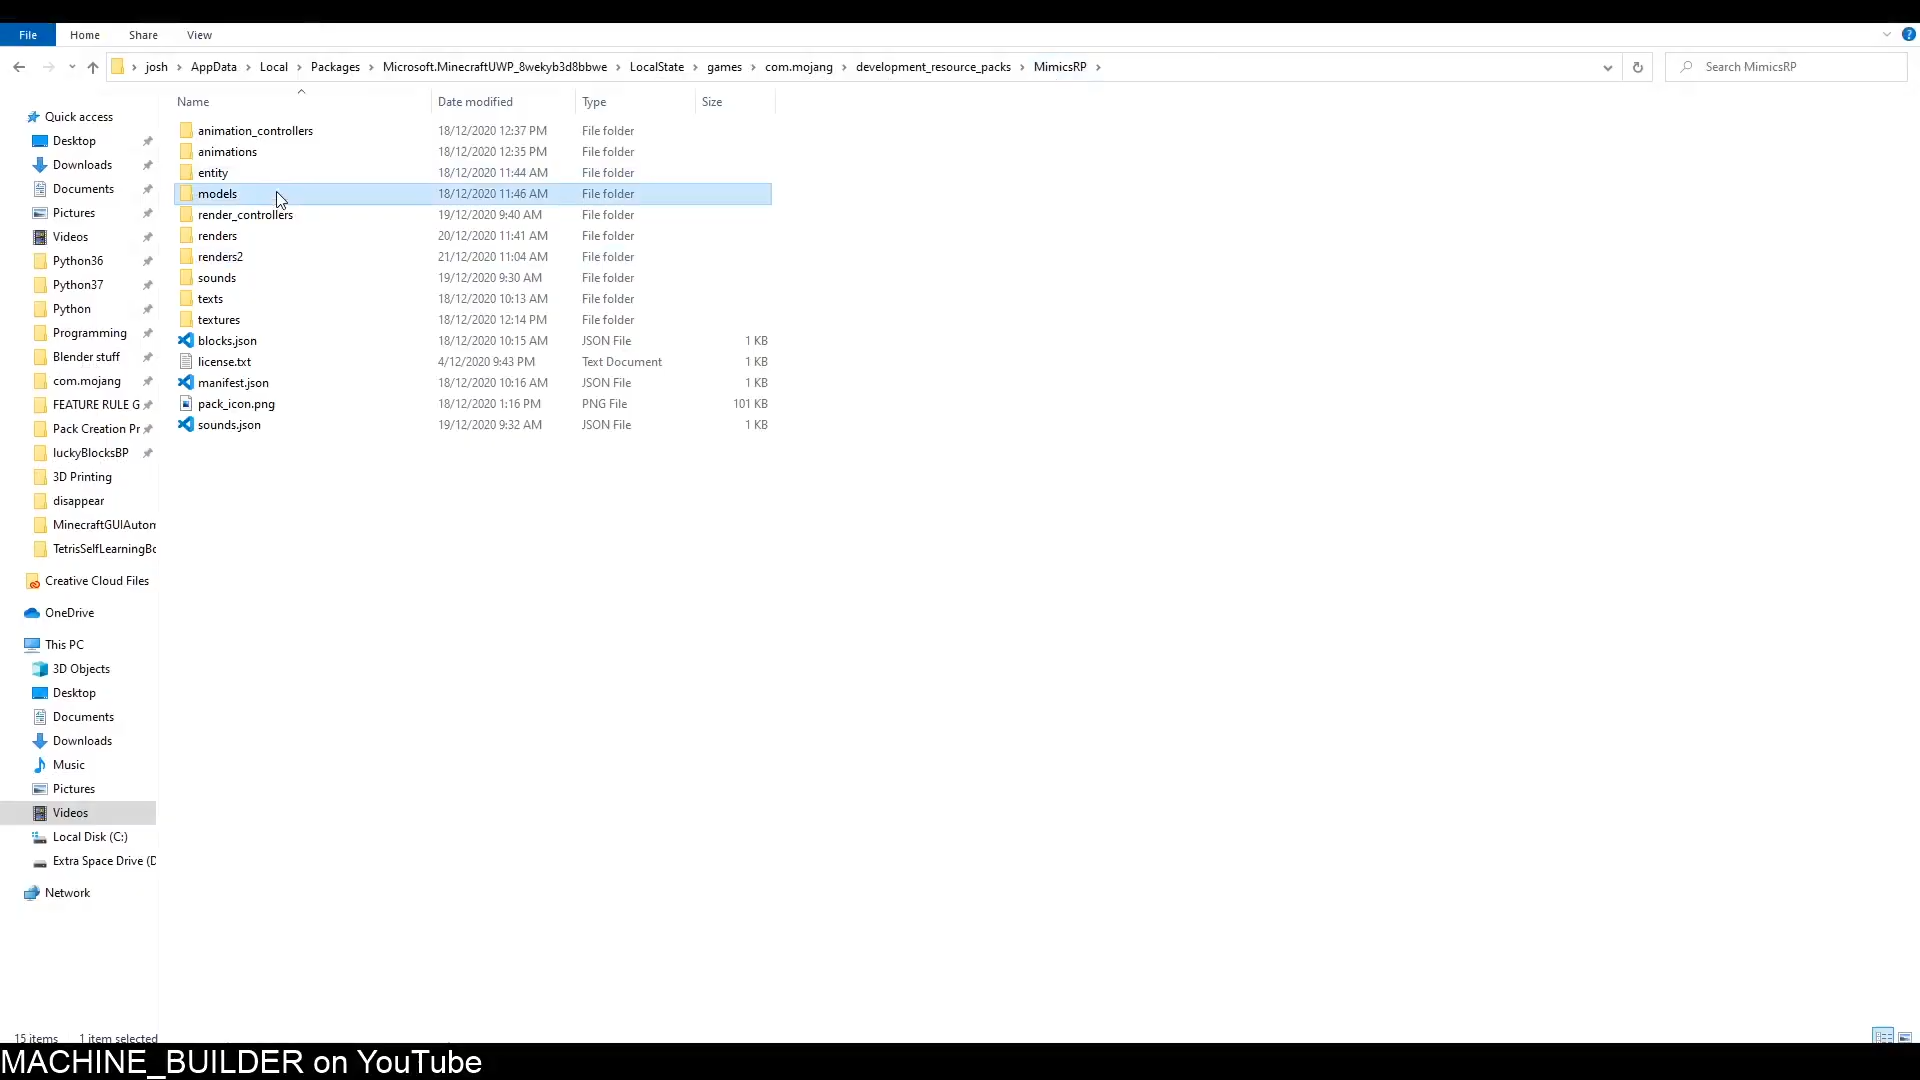 File Home Share View
josh AppData Local Packages Microsoft.MinecraftUWP_8wekyb3d8bbwe LocalState games com.mojang development_resource_packs MimicsRP Search MimicsRP
Name Date modified Type Size
Quick access
Desktop
Downloads
Documents
Pictures
Videos
Python36
Python37
Python
Programming
Blender stuff
com.mojang
FEATURE RULE G
Pack Creation Pr
luckyBlocksBP
3D Printing
disappear
MinecraftGUIAutom
TetrisSelfLearningBo
Creative Cloud Files
OneDrive
This PC
3D Objects
Desktop
Documents
Downloads
Music
Pictures
Videos
Local Disk (C:)
Extra Space Drive (D
Network
animation_controllers 18/12/2020 12:37 PM File folder
animations 18/12/2020 12:35 PM File folder
entity 18/12/2020 11:44 AM File folder
models 18/12/2020 11:46 AM File folder
render_controllers 19/12/2020 9:40 AM File folder
renders 20/12/2020 11:41 AM File folder
renders2 21/12/2020 11:04 AM File folder
sounds 19/12/2020 9:30 AM File folder
texts 18/12/2020 10:13 AM File folder
textures 18/12/2020 12:14 PM File folder
blocks.json 18/12/2020 10:15 AM JSON File 1 KB
license.txt 4/12/2020 9:43 PM Text Document 1 KB
manifest.json 18/12/2020 10:16 AM JSON File 1 KB
pack_icon.png 18/12/2020 1:16 PM PNG File 101 KB
sounds.json 19/12/2020 9:32 AM JSON File 1 KB
15 items 1 item selected
MACHINE_BUILDER on YouTube